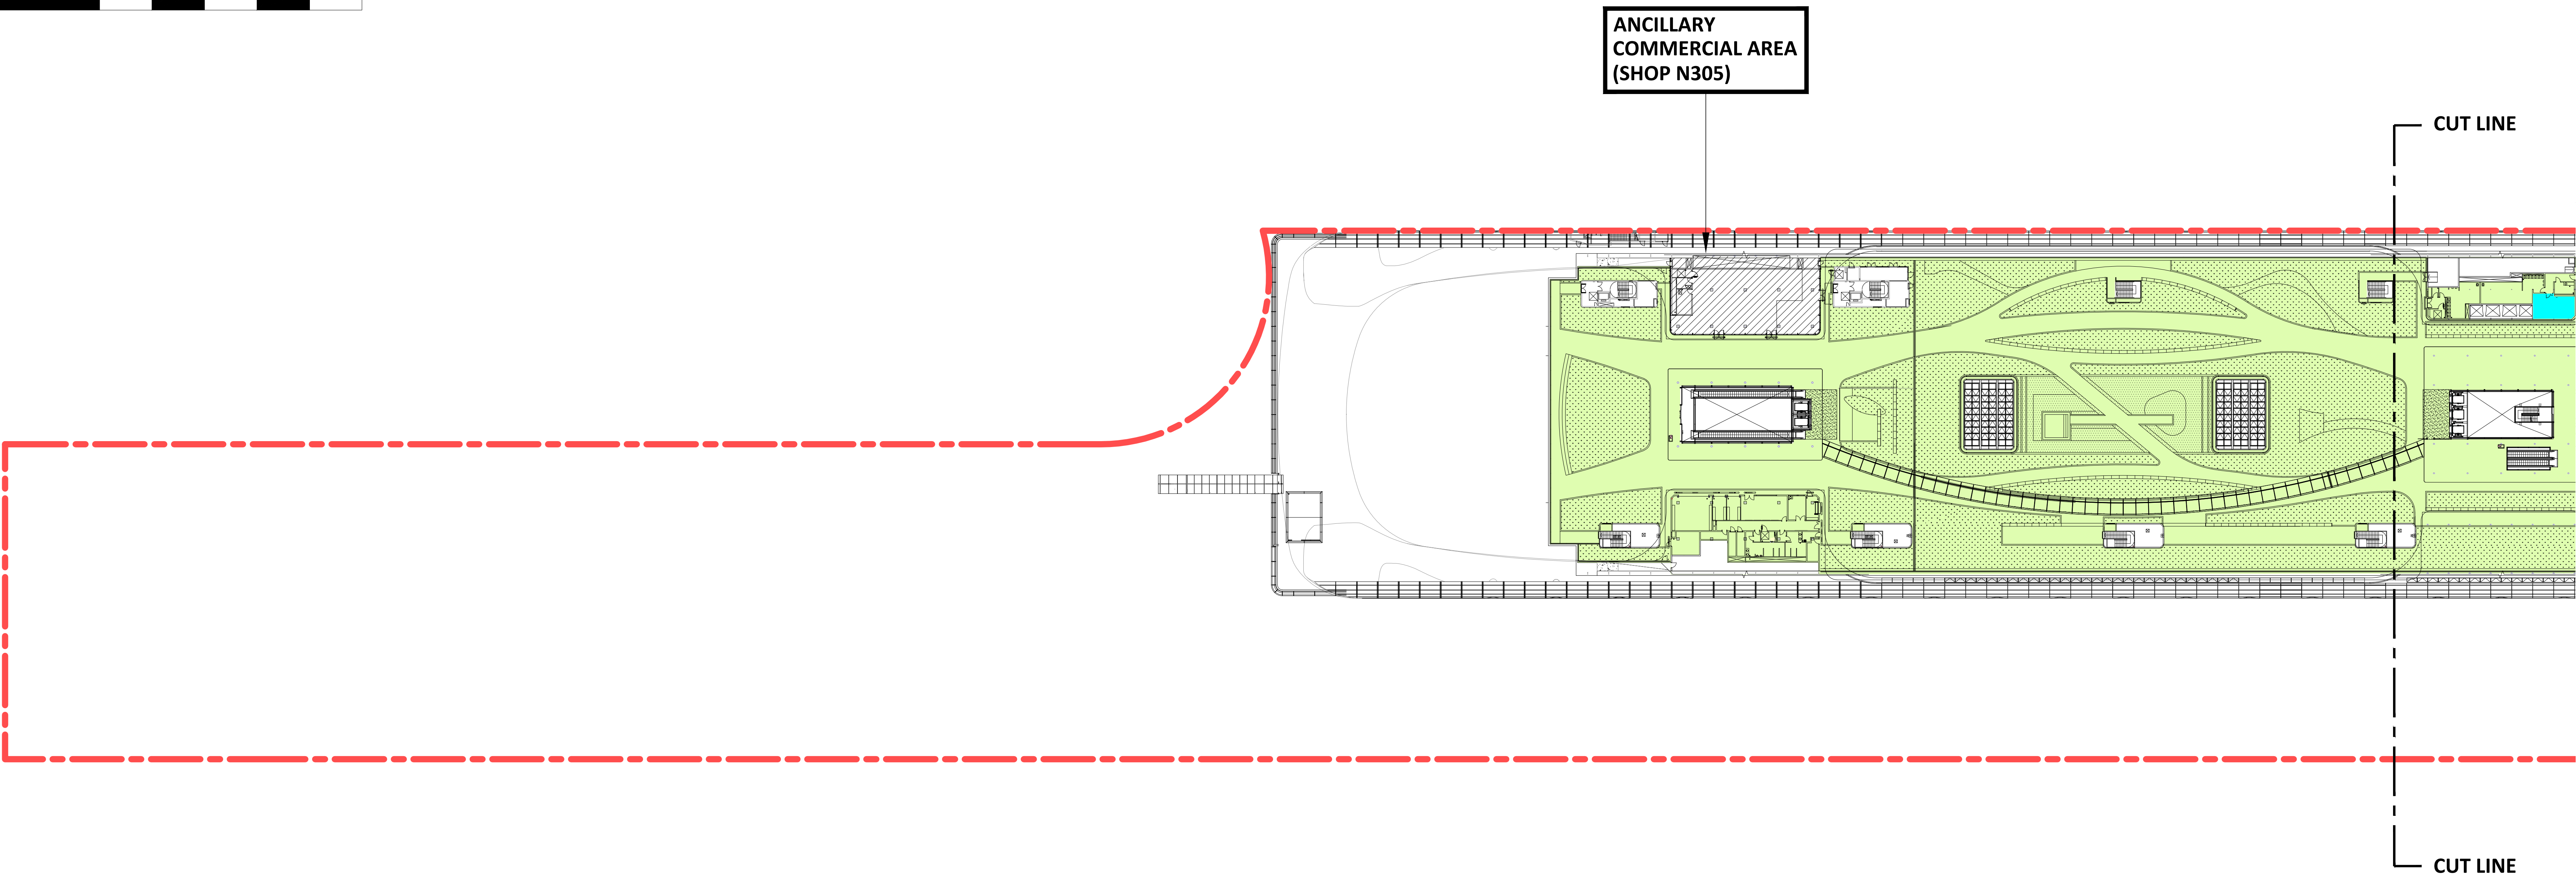 ANCILLARY
COMMERCIAL AREA
(SHOP N305)
CUT LINE
CUT LINE